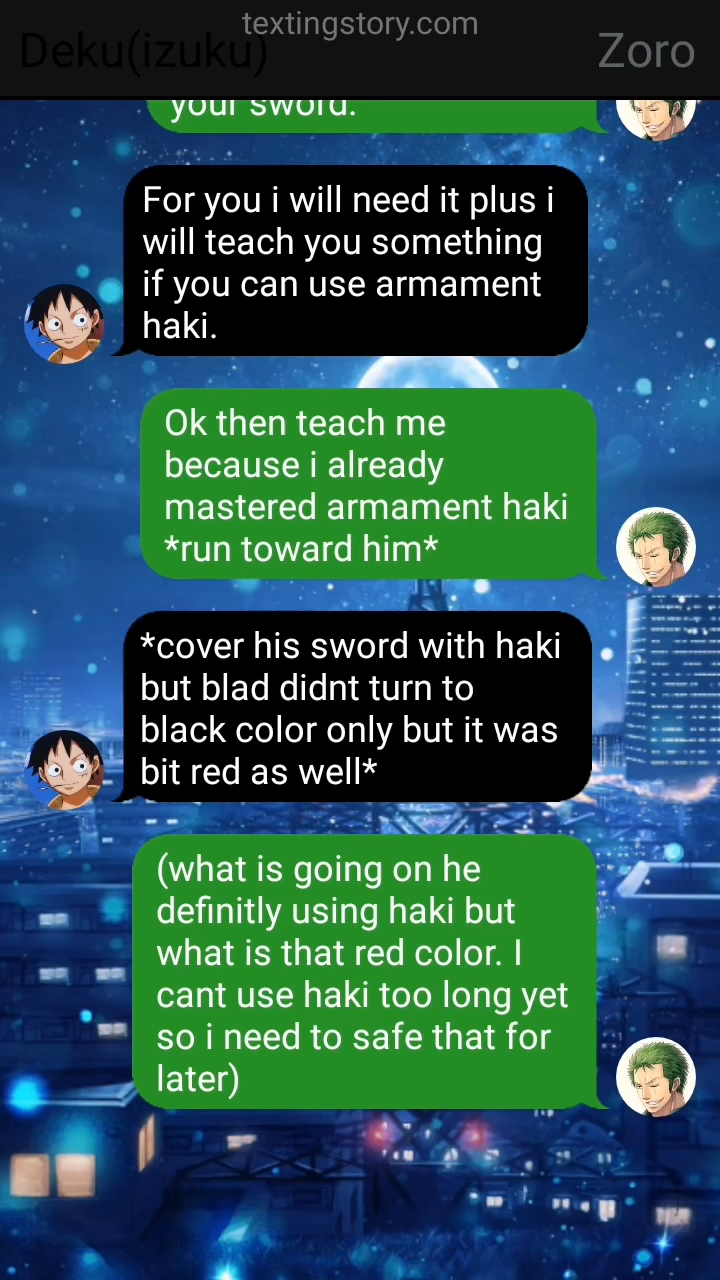 textingstory.com
Deku(izuku)
Zoro
your sword.
For you i will need it plus i
will teach you something
if you can use armament
haki.
Ok then teach me
because i already
mastered armament haki
*run toward him*
*cover his sword with haki
but blad didnt turn to
black color only but it was
bit red as well*
(what is going on he
definitly using haki but
what is that red color. I
cant use haki too long yet
so i need to safe that for
later)